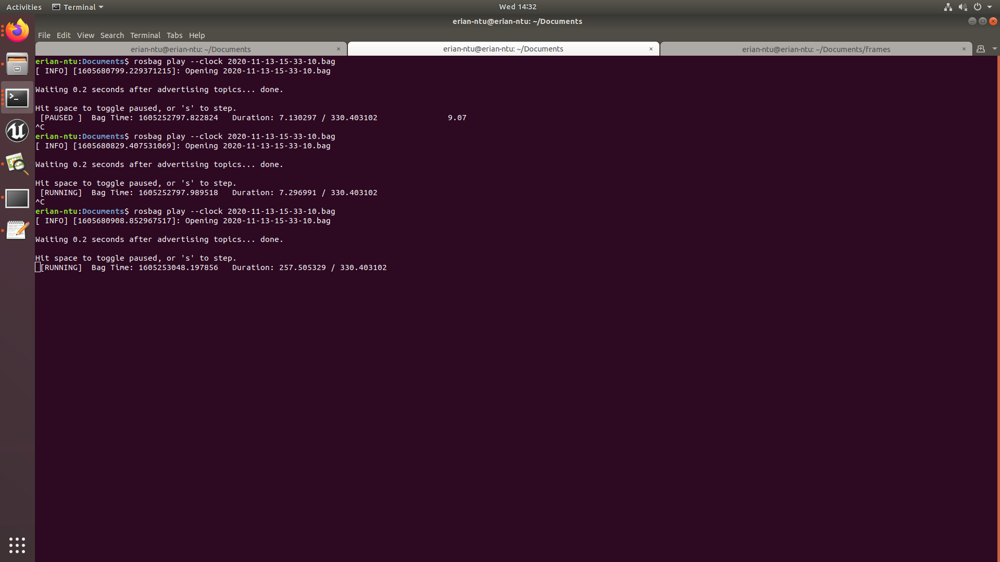 Activities Terminal Wed 14:32
erian-ntu@erian-ntu: ~/Documents
File Edit View Search Terminal Tabs Help
erian-ntu@erian-ntu: ~/Documents × erian-ntu@erian-ntu: ~/Documents × erian-ntu@erian-ntu: ~/Documents/frames ×
erian-ntu:Documents$ rosbag play --clock 2020-11-13-15-33-10.bag
[ INFO] [1605680799.229371215]: Opening 2020-11-13-15-33-10.bag
Waiting 0.2 seconds after advertising topics... done.
Hit space to toggle paused, or 's' to step.
[PAUSED ]  Bag Time: 1605252797.822824   Duration: 7.130297 / 330.403102               9.07
^C
erian-ntu:Documents$ rosbag play --clock 2020-11-13-15-33-10.bag
[ INFO] [1605680829.407531069]: Opening 2020-11-13-15-33-10.bag
Waiting 0.2 seconds after advertising topics... done.
Hit space to toggle paused, or 's' to step.
[RUNNING]  Bag Time: 1605252797.989518   Duration: 7.296991 / 330.403102
^C
erian-ntu:Documents$ rosbag play --clock 2020-11-13-15-33-10.bag
[ INFO] [1605680908.852967517]: Opening 2020-11-13-15-33-10.bag
Waiting 0.2 seconds after advertising topics... done.
Hit space to toggle paused, or 's' to step.
[RUNNING]  Bag Time: 1605253048.197856   Duration: 257.505329 / 330.403102